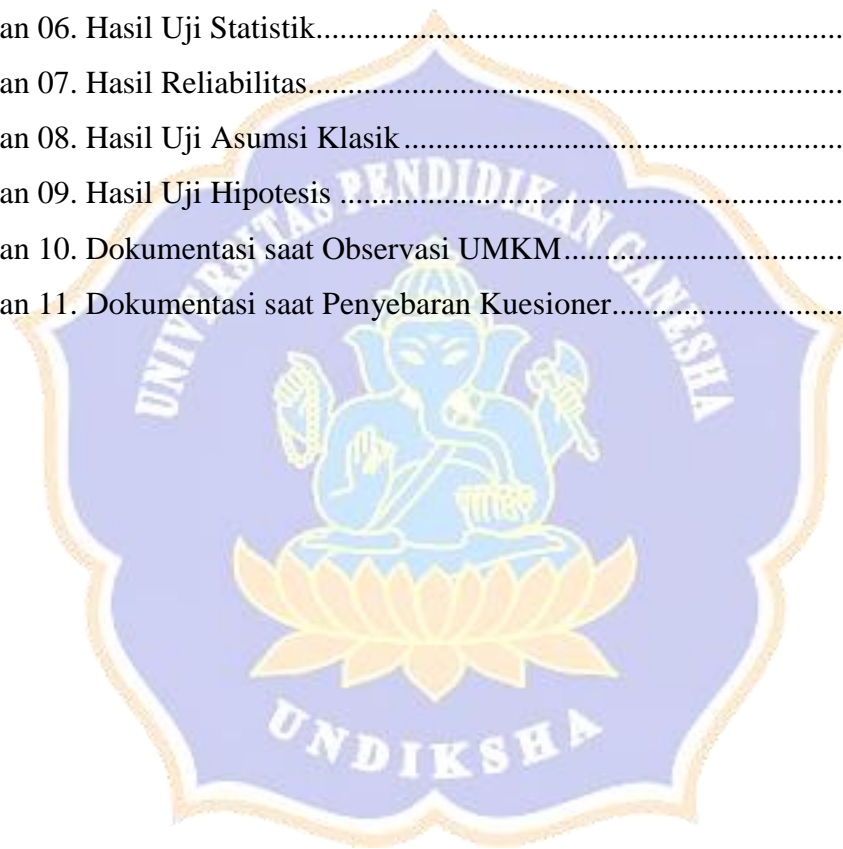 an 06. Hasil Uji Statistik........................................................................
an 07. Hasil Reliabilitas.........................................................................
an 08. Hasil Uji Asumsi Klasik.............................................................
an 09. Hasil Uji Hipotesis .....................................................................
an 10. Dokumentasi saat Observasi UMKM.........................................
an 11. Dokumentasi saat Penyebaran Kuesioner...................................
UNIVERSITAS PENDIDIKAN GANESHA
UNDIKSHA